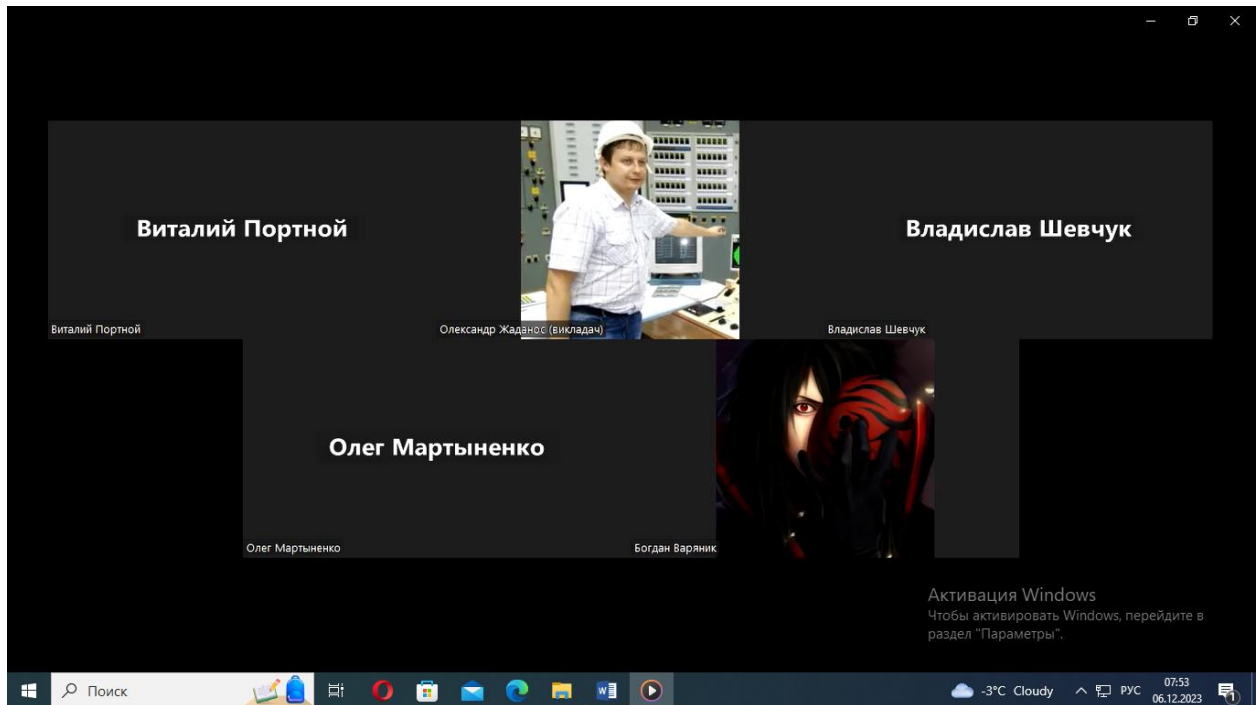 Виталий Портной
Владислав Шевчук
Виталий Портной
Олександр Жаданос (викладач)
Владислав Шевчук
Олег Мартыненко
Олег Мартыненко
Богдан Варяник
Активация Windows
Чтобы активировать Windows, перейдите в
раздел "Параметры".
Поиск
-3°C Cloudy
РУС
07:53
06.12.2023
1